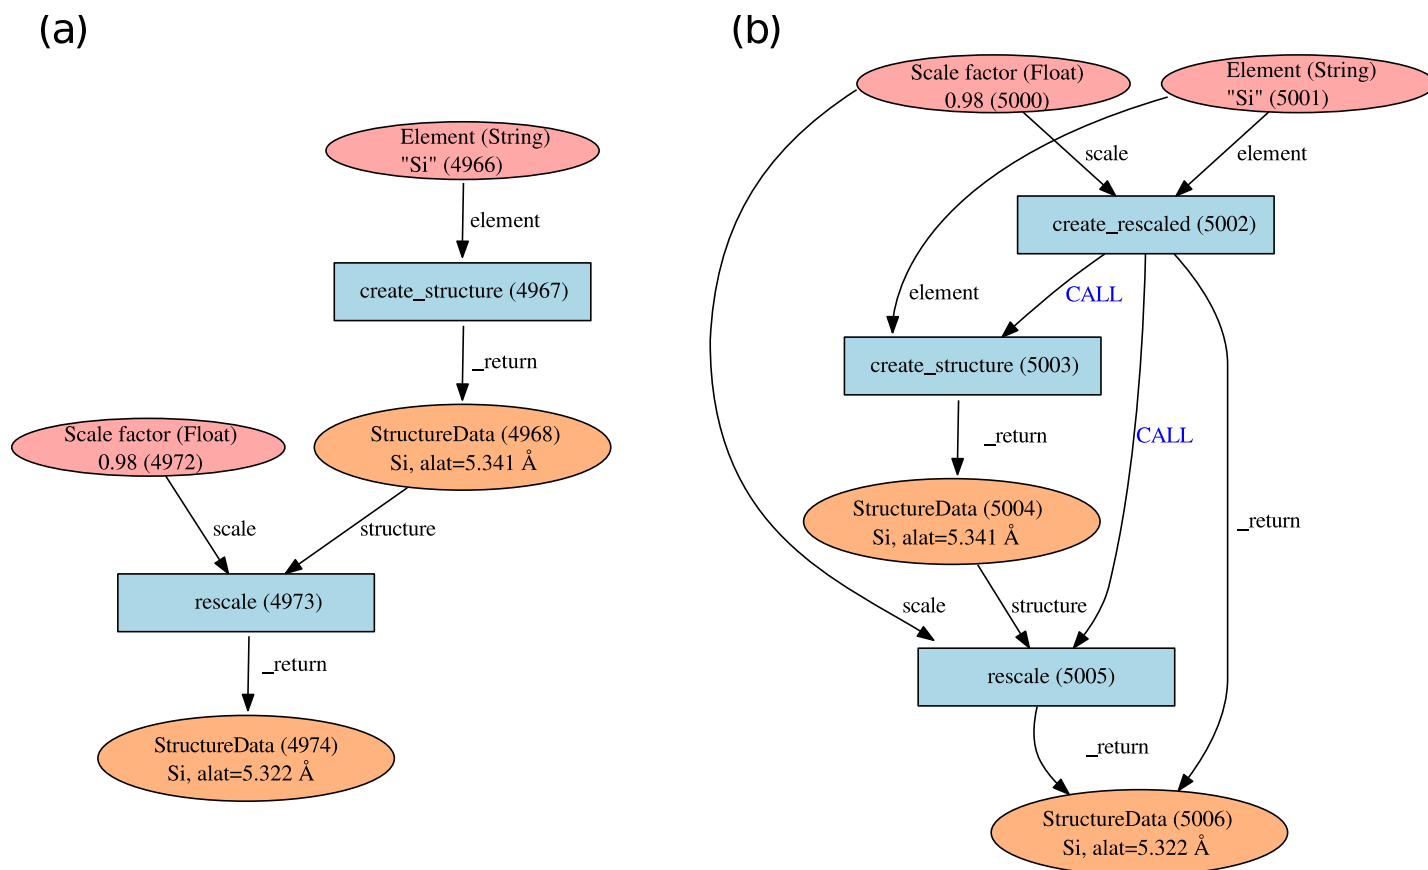 (a)
Element (String)
"Si" (4966)
element
create_structure (4967)
_return
Scale factor (Float)
0.98 (4972)
StructureData (4968)
Si, alat=5.341 Å
scale
structure
rescale (4973)
_return
StructureData (4974)
Si, alat=5.322 Å
(b)
Scale factor (Float)
0.98 (5000)
Element (String)
"Si" (5001)
scale
element
create_rescaled (5002)
element
CALL
create_structure (5003)
_return
CALL
StructureData (5004)
Si, alat=5.341 Å
_return
scale
structure
rescale (5005)
_return
StructureData (5006)
Si, alat=5.322 Å